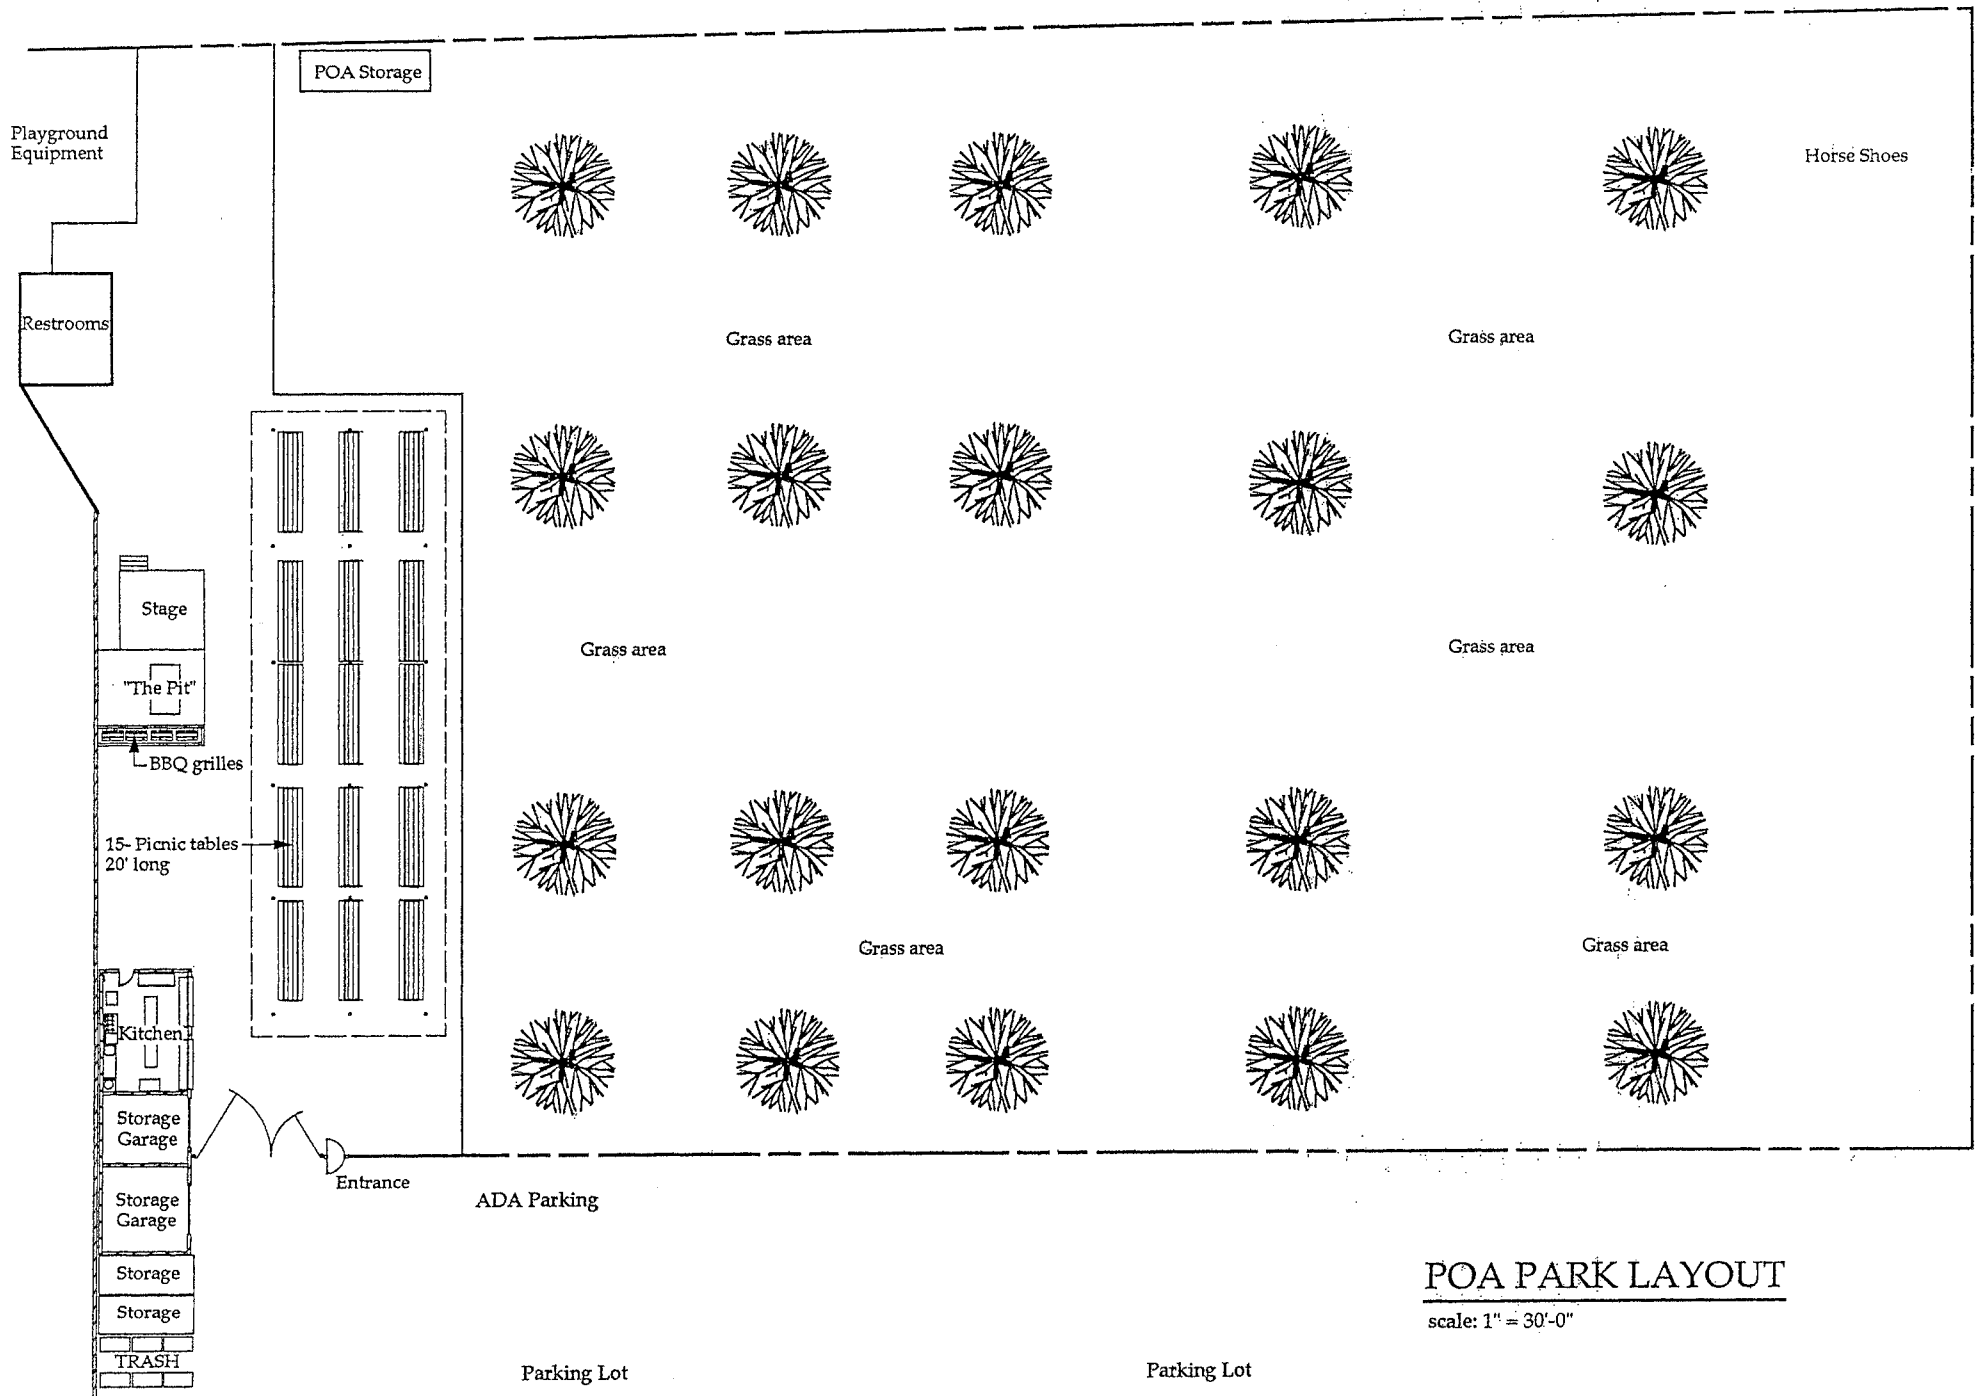 POA Storage
Playground
Equipment
Horse Shoes
Restrooms
Grass area
Grass area
Stage
Grass area
Grass area
"The Pit"
BBQ grilles
15- Picnic tables
20' long
Grass area
Grass area
Kitchen
Storage
Garage
Entrance
ADA Parking
Storage
Garage
Storage
POA PARK LAYOUT
Storage
scale: 1" = 30'-0"
TRASH
Parking Lot
Parking Lot